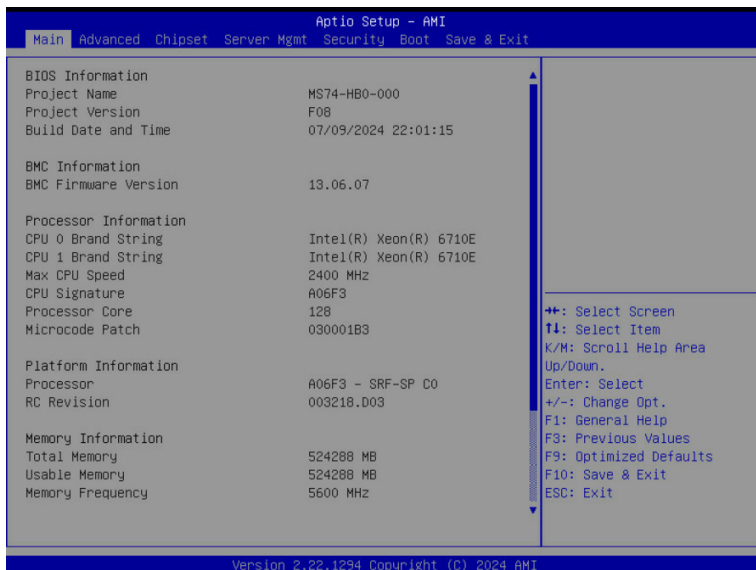 Aptio Setup - AMI
Main Advanced Chipset Server Mgmt Security Boot Save & Exit
BIOS Information
Project Name MS74-HB0-000
Project Version F08
Build Date and Time 07/09/2024 22:01:15
BMC Information
BMC Firmware Version 13.06.07
Processor Information
CPU 0 Brand String Intel(R) Xeon(R) 6710E
CPU 1 Brand String Intel(R) Xeon(R) 6710E
Max CPU Speed 2400 MHz
CPU Signature A06F3
Processor Core 128
Microcode Patch 030001B3
Platform Information
Processor A06F3 - SRF-SP C0
RC Revision 003218.D03
Memory Information
Total Memory 524288 MB
Usable Memory 524288 MB
Memory Frequency 5600 MHz
→←: Select Screen
↑↓: Select Item
K/M: Scroll Help Area
Up/Down.
Enter: Select
+/-: Change Opt.
F1: General Help
F3: Previous Values
F9: Optimized Defaults
F10: Save & Exit
ESC: Exit
Version 2.22.1294 Copyright (C) 2024 AMI